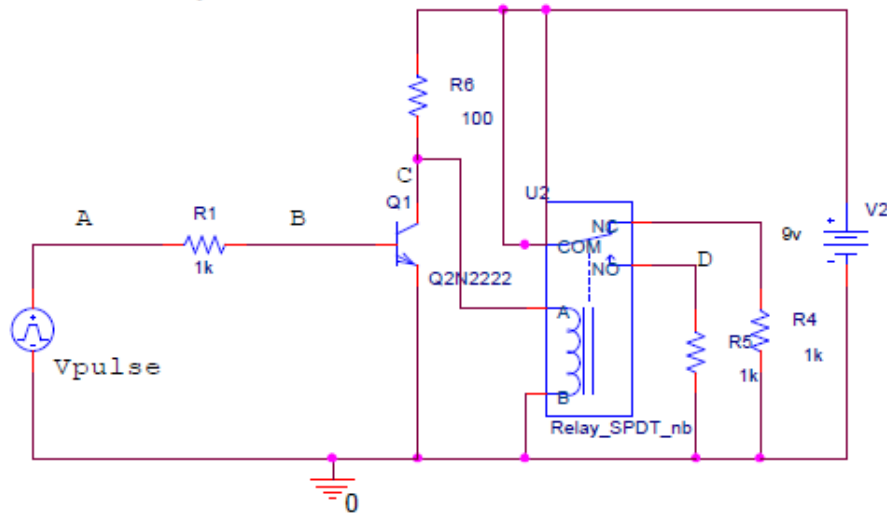 R6
100
C
Q1
U2
A
R1
B
NC
V2
9v
COM
1k
Q2N2222
NO
D
A
R5
R4
Vpulse
1k
1k
B
Relay_SPDT_nb
0